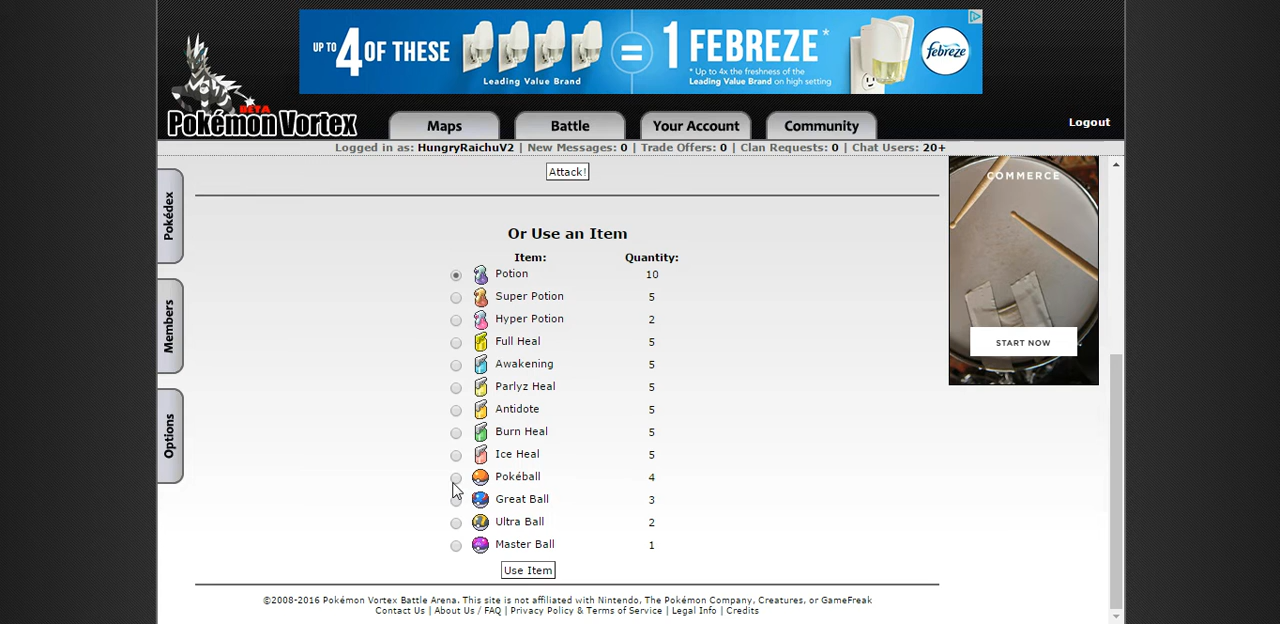 UP TO 4 OF THESE = 1 FEBREZE*
Leading Value Brand
* Up to 4x the freshness of the
Leading Value Brand on high setting
febreze
BETA
Pokémon Vortex
Maps
Battle
Your Account
Community
Logout
Logged in as: HungryRaichuV2 | New Messages: 0 | Trade Offers: 0 | Clan Requests: 0 | Chat Users: 20+
Pokédex
Members
Options
Attack!
COMMERCE
START NOW
Or Use an Item
Item: Quantity:
Potion 10
Super Potion 5
Hyper Potion 2
Full Heal 5
Awakening 5
Parlyz Heal 5
Antidote 5
Burn Heal 5
Ice Heal 5
Pokéball 4
Great Ball 3
Ultra Ball 2
Master Ball 1
Use Item
©2008-2016 Pokémon Vortex Battle Arena. This site is not affiliated with Nintendo, The Pokémon Company, Creatures, or GameFreak
Contact Us | About Us / FAQ | Privacy Policy & Terms of Service | Legal Info | Credits